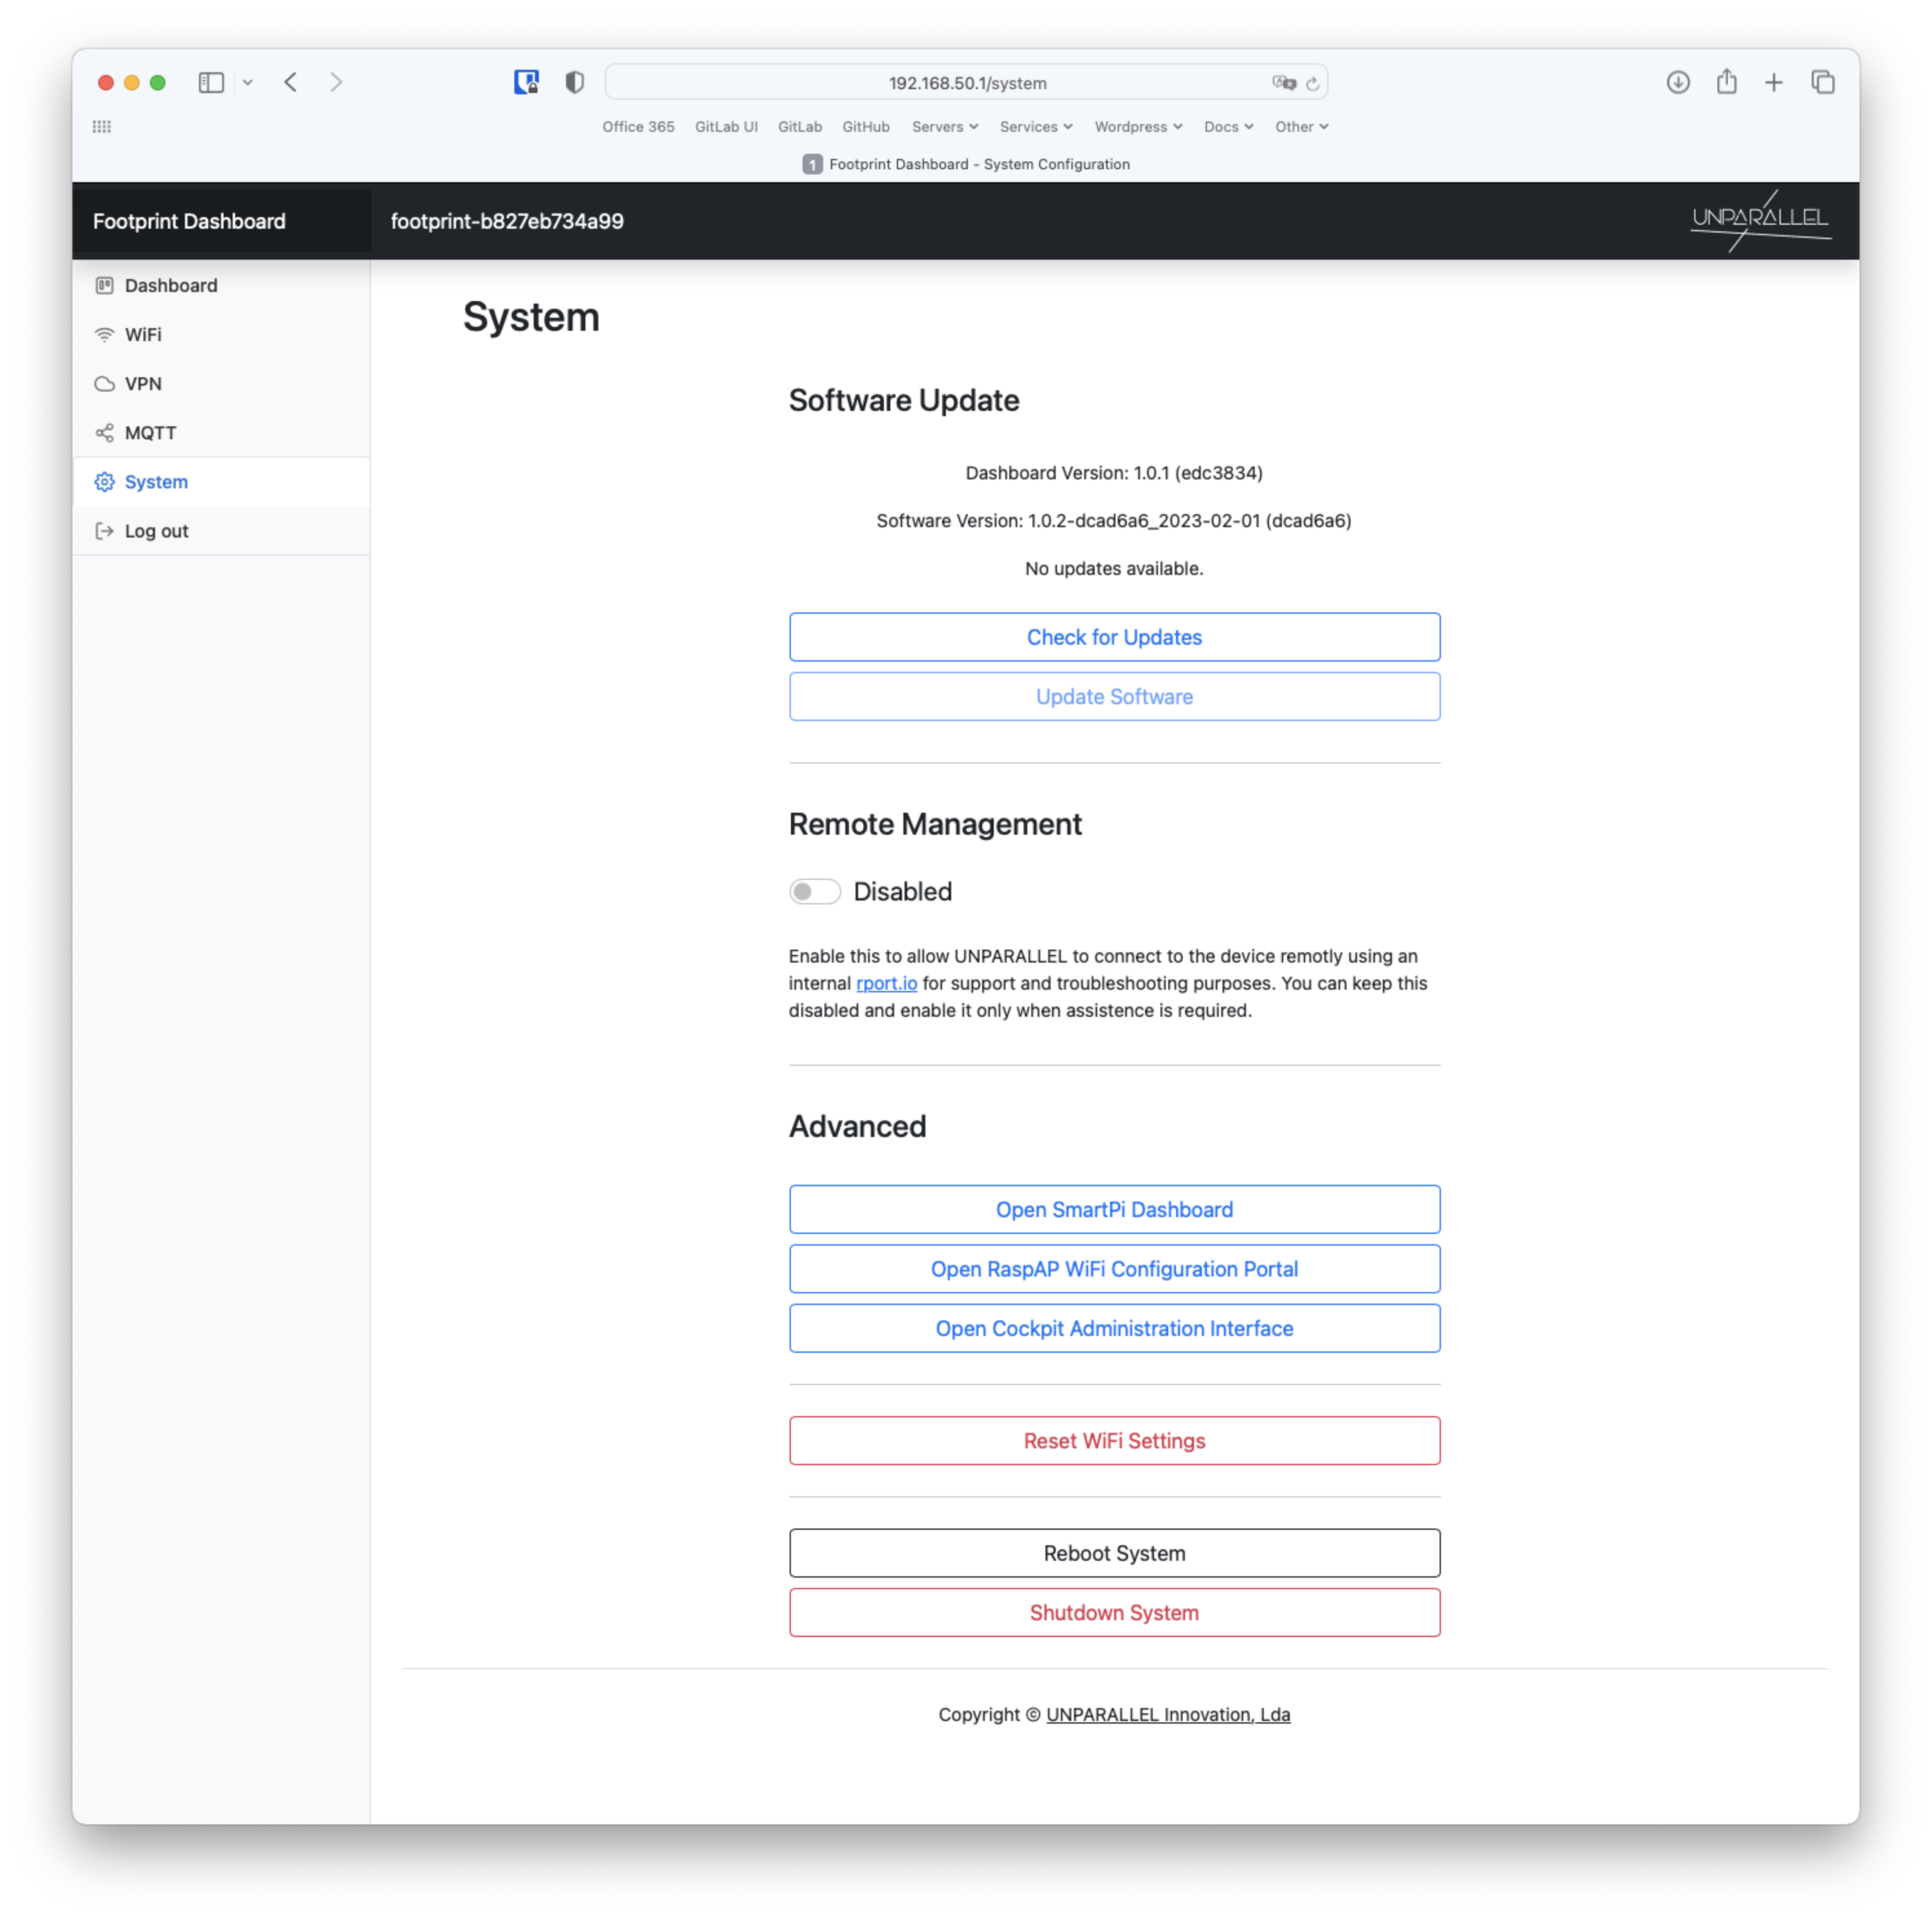 192.168.50.1/system
Office 365 GitLab UI GitLab GitHub Servers Services Wordpress Docs Other
1 Footprint Dashboard - System Configuration
Footprint Dashboard footprint-b827eb734a99 UNPARALLEL
Dashboard
WiFi
VPN
MQTT
System
Log out
System
Software Update
Dashboard Version: 1.0.1 (edc3834)
Software Version: 1.0.2-dcad6a6_2023-02-01 (dcad6a6)
No updates available.
Check for Updates
Update Software
Remote Management
Disabled
Enable this to allow UNPARALLEL to connect to the device remotly using an
internal rport.io for support and troubleshooting purposes. You can keep this
disabled and enable it only when assistence is required.
Advanced
Open SmartPi Dashboard
Open RaspAP WiFi Configuration Portal
Open Cockpit Administration Interface
Reset WiFi Settings
Reboot System
Shutdown System
Copyright © UNPARALLEL Innovation, Lda